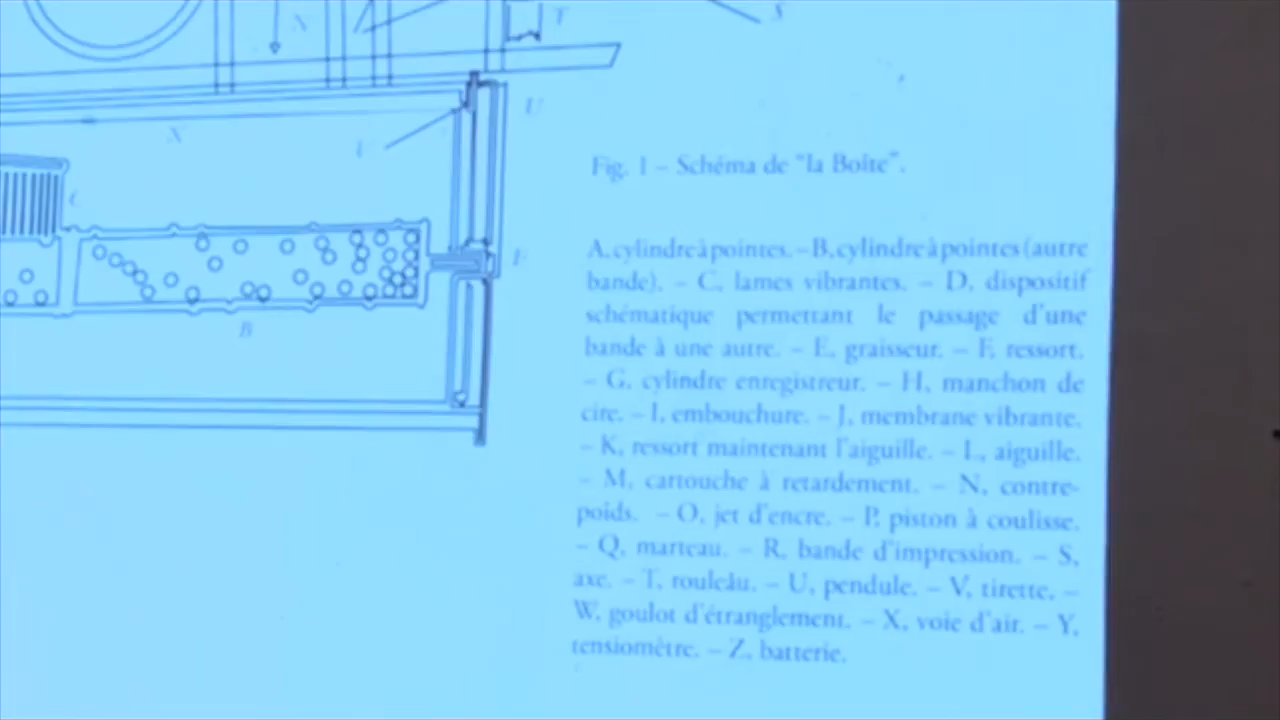 T
S
X
U
X
C
E
B
Fig. 1 – Schéma de "la Boîte".
A, cylindre à pointes. – B, cylindre à pointes (autre
bande). – C, lames vibrantes. – D, dispositif
schématique permettant le passage d'une
bande à une autre. – E, graisseur. – F, ressort.
– G, cylindre enregistreur. – H, manchon de
cire. – I, embouchure. – J, membrane vibrante.
– K, ressort maintenant l'aiguille. – L, aiguille.
– M, cartouche à retardement. – N, contre-
poids. – O, jet d'encre. – P, piston à coulisse.
– Q, marteau. – R, bande d'impression. – S,
axe. – T, rouleau. – U, pendule. – V, tirette. –
W, goulot d'étranglement. – X, voie d'air. – Y,
tensiomètre. – Z, batterie.